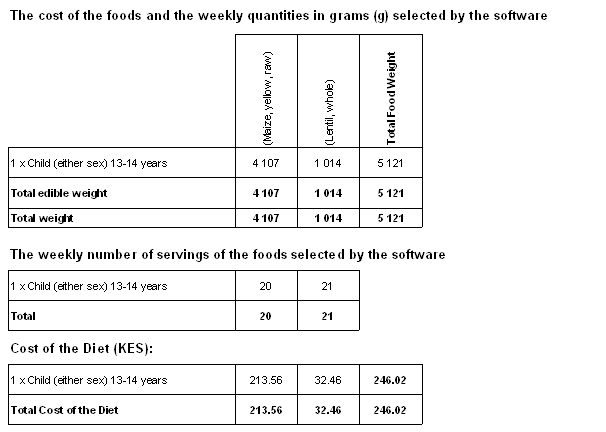 The cost of the foods and the weekly quantities in grams (g) selected by the software
(Maize, yellow, raw)
(Lentil, whole)
Total Food Weight
1 x Child (either sex) 13-14 years 4 107 1 014 5 121
Total edible weight 4 107 1 014 5 121
Total weight 4 107 1 014 5 121
The weekly number of servings of the foods selected by the software
1 x Child (either sex) 13-14 years 20 21
Total 20 21
Cost of the Diet (KES):
1 x Child (either sex) 13-14 years 213.56 32.46 246.02
Total Cost of the Diet 213.56 32.46 246.02